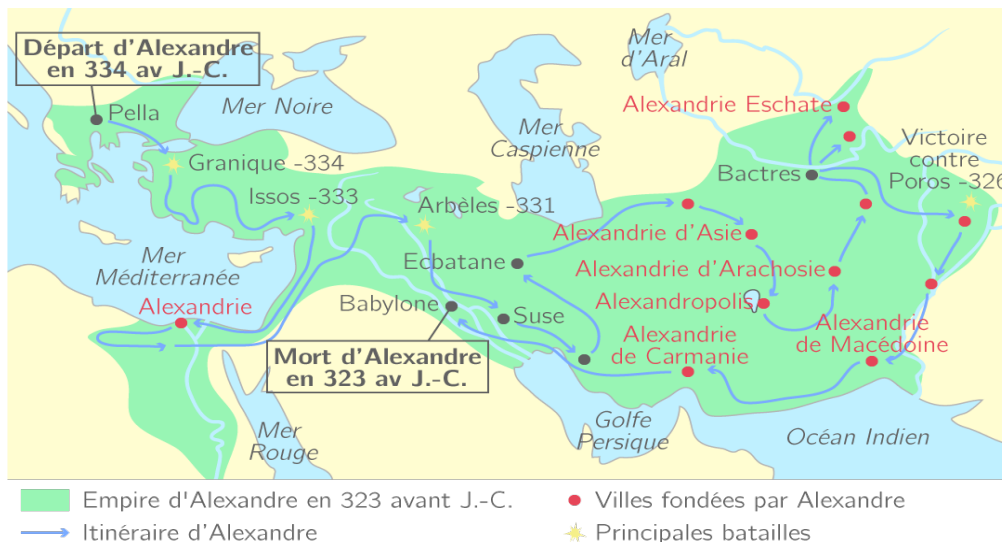 Départ d'Alexandre
en 334 av J.-C.
Mer
d'Aral
Mer Noire
Alexandrie Eschate
Pella
Mer
Caspienne
Victoire
contre
Poros -326
Granique -334
Bactres
Issos -333
Arbèles -331
Alexandrie d'Asie
Mer
Méditerranée
Ecbatane
Alexandrie d'Arachosie
Alexandrie
Babylone
Suse
Alexandropolis
Alexandrie
de Carmanie
Alexandrie
de Macédoine
Mort d'Alexandre
en 323 av J.-C.
Mer
Rouge
Golfe
Persique
Océan Indien
Empire d'Alexandre en 323 avant J.-C.
Villes fondées par Alexandre
Itinéraire d'Alexandre
Principales batailles